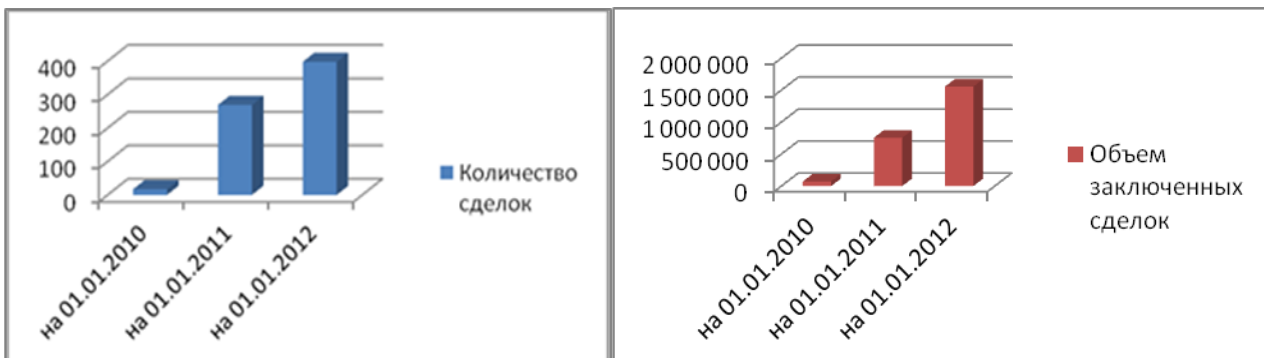 400
300
200
100
0
на 01.01.2010
на 01.01.2011
на 01.01.2012
Количество
сделок
2 000 000
1 500 000
1 000 000
500 000
0
на 01.01.2010
на 01.01.2011
на 01.01.2012
Объем
заключенных
сделок